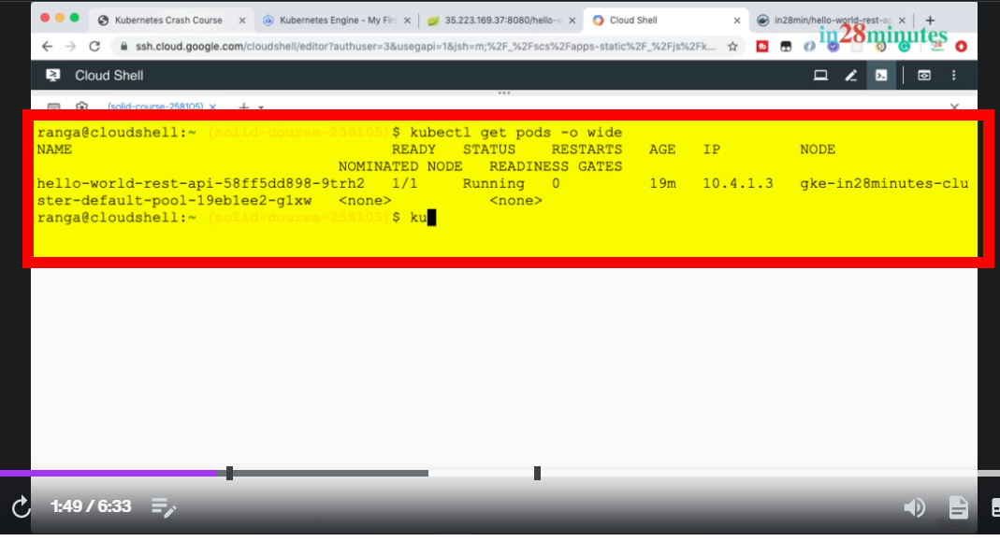 Kubernetes Crash Course
Kubernetes Engine - My Firs
35.223.169.37:8080/hello-w
Cloud Shell
in28min/hello-world-rest-ap
ssh.cloud.google.com/cloudshell/editor?authuser=3&usegapi=1&jsh=m;%2F_%2Fscs%2Fapps-static%2F_%2Fjs%2Fk...
in28minutes
Cloud Shell
(solid-course-258105)
ranga@cloudshell:~ (solid-course-258105)$ kubectl get pods -o wide
NAME READY STATUS RESTARTS AGE IP NODE
NOMINATED NODE READINESS GATES
hello-world-rest-api-58ff5dd898-9trh2 1/1 Running 0 19m 10.4.1.3 gke-in28minutes-clu
ster-default-pool-19eb1ee2-g1xw <none> <none>
ranga@cloudshell:~ (solid-course-258105)$ ku
1:49 / 6:33